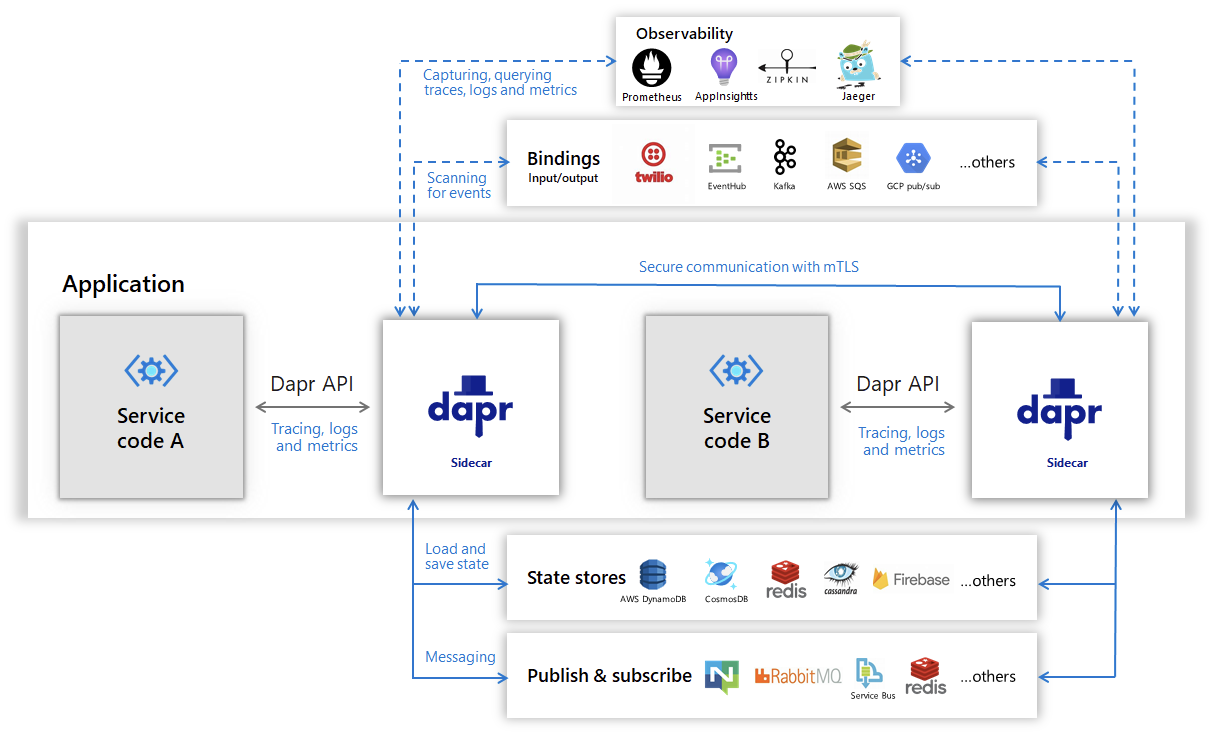 Observability
Prometheus
AppInsightts
ZIPKIN
Jaeger
Capturing, querying
traces, logs and metrics
Bindings
Input/output
twilio
EventHub
Kafka
AWS SQS
GCP pub/sub
...others
Scanning
for events
Application
Secure communication with mTLS
Service
code A
Dapr API
Tracing, logs
and metrics
dapr
Sidecar
Service
code B
Dapr API
Tracing, logs
and metrics
dapr
Sidecar
Load and
save state
State stores
AWS DynamoDB
CosmosDB
redis
cassandra
Firebase
...others
Messaging
Publish & subscribe
N
RabbitMQ
Service Bus
redis
...others